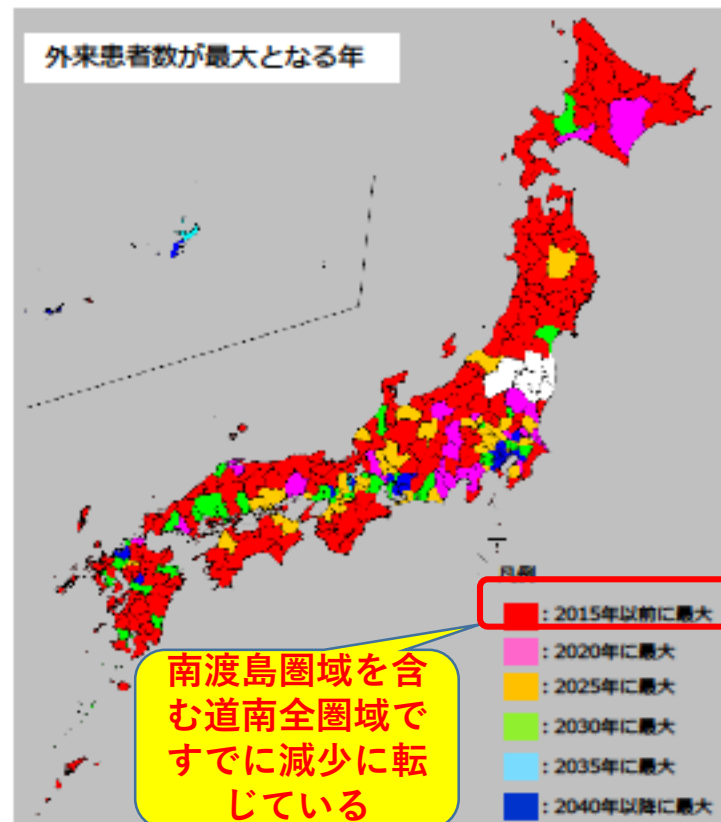 外来患者数が最大となる年
凡例
：2015年以前に最大
：2020年に最大
：2025年に最大
：2030年に最大
：2035年に最大
：2040年以降に最大
南渡島圏域を含
む道南全圏域で
すでに減少に転
じている